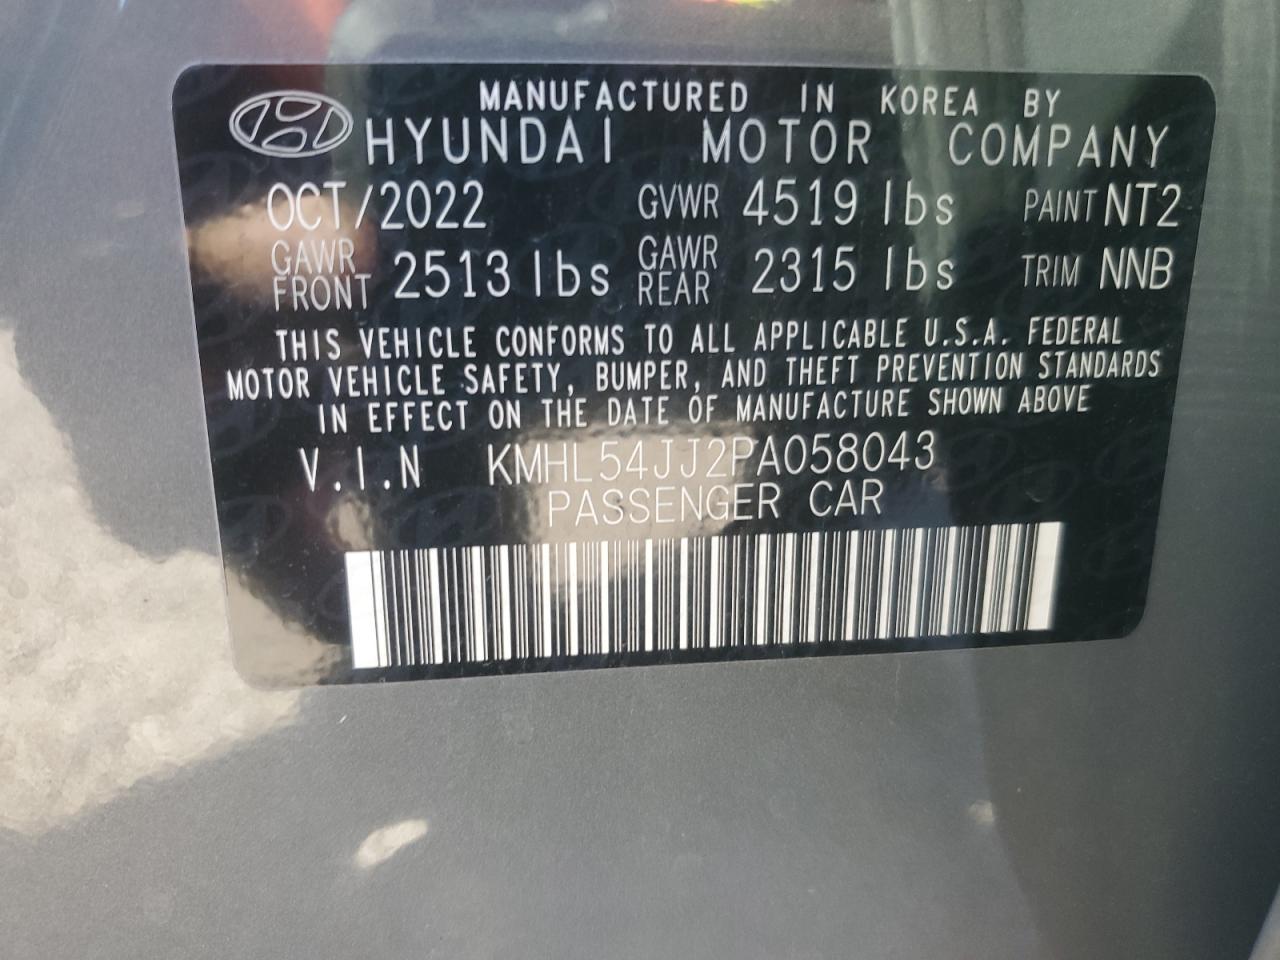 MANUFACTURED IN KOREA BY
HYUNDAI MOTOR COMPANY
OCT/2022 GVWR 4519 lbs PAINT NT2
GAWR FRONT 2513 lbs GAWR REAR 2315 lbs TRIM NNB
THIS VEHICLE CONFORMS TO ALL APPLICABLE U.S.A. FEDERAL
MOTOR VEHICLE SAFETY, BUMPER, AND THEFT PREVENTION STANDARDS
IN EFFECT ON THE DATE OF MANUFACTURE SHOWN ABOVE
V.I.N KMHL54JJ2PA058043
PASSENGER CAR